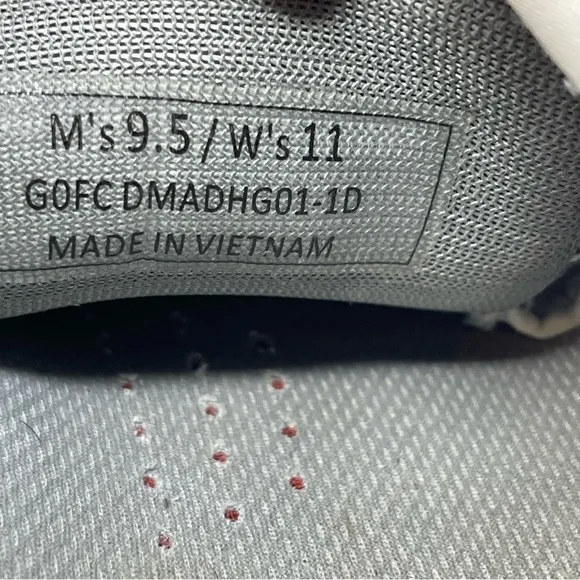 M's 9.5 / W's 11
G0FC DMADHG01-1D
MADE IN VIETNAM